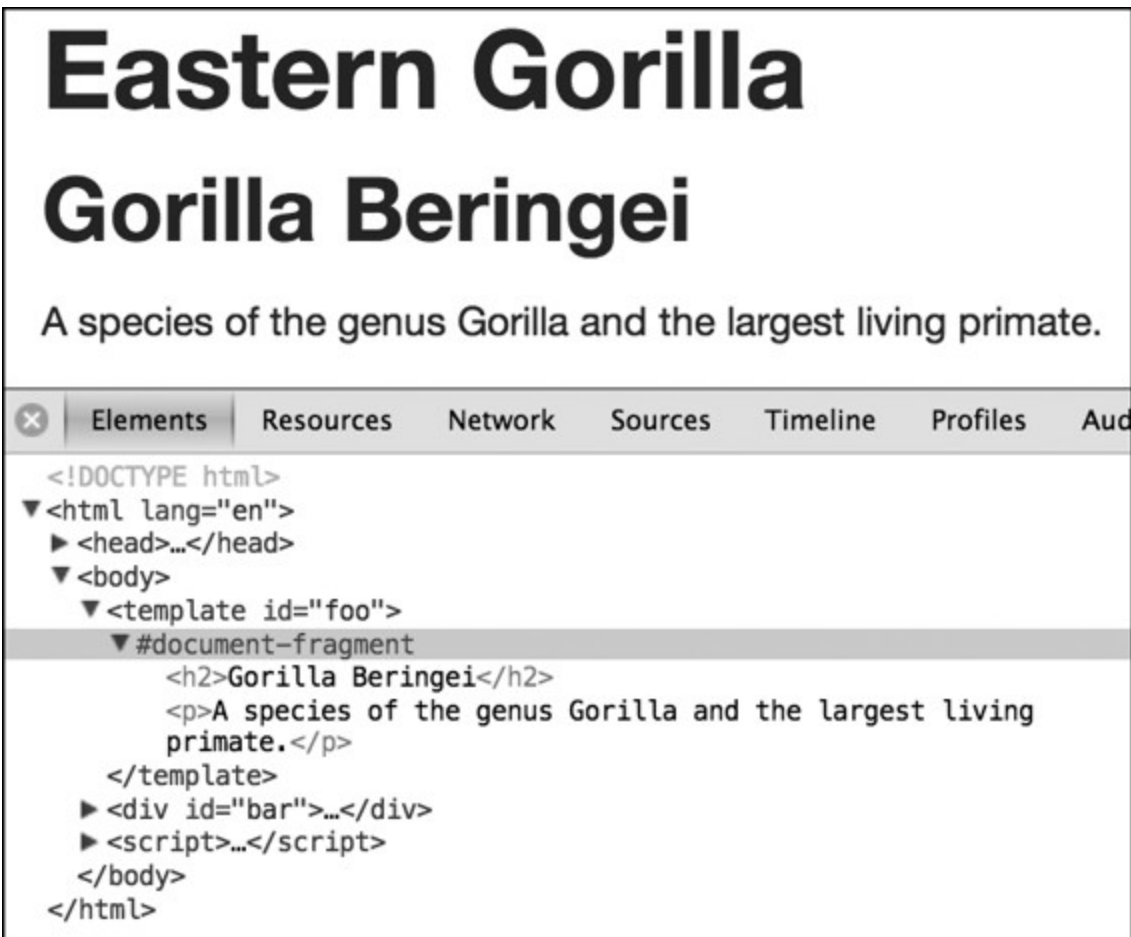 Eastern Gorilla
Gorilla Beringei
A species of the genus Gorilla and the largest living primate.
Elements Resources Network Sources Timeline Profiles Aud
<!DOCTYPE html>
▼<html lang="en">
▶<head>…</head>
▼<body>
▼<template id="foo">
▼#document-fragment
<h2>Gorilla Beringei</h2>
<p>A species of the genus Gorilla and the largest living
primate.</p>
</template>
▶<div id="bar">…</div>
▶<script>…</script>
</body>
</html>